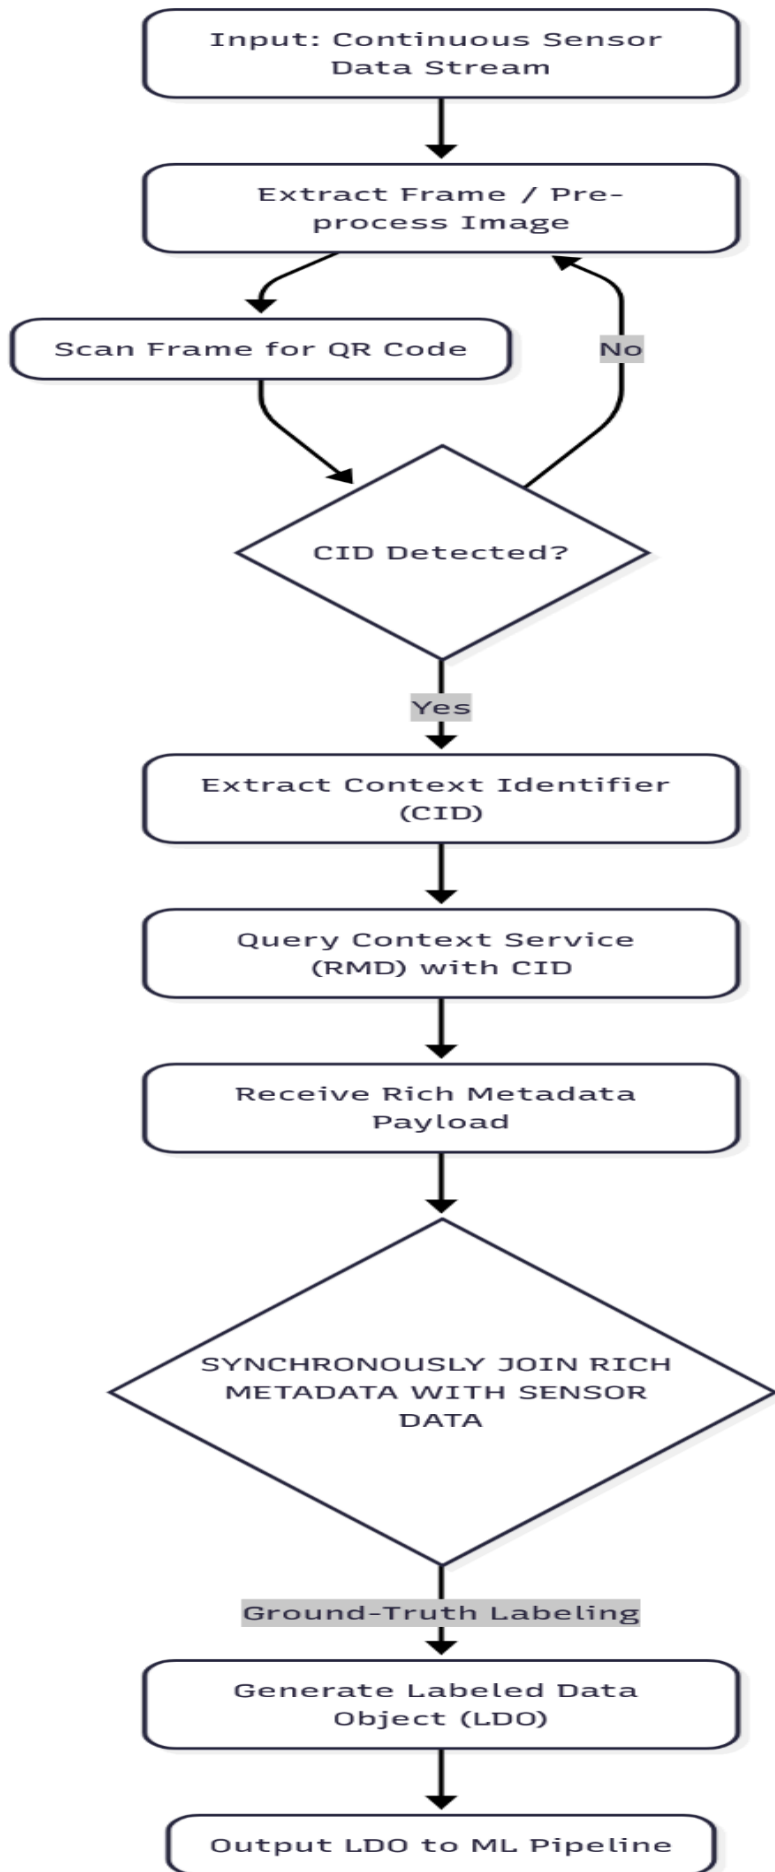 Input: Continuous Sensor
Data Stream
Extract Frame / Pre-
process Image
Scan Frame for QR Code
No
CID Detected?
Yes
Extract Context Identifier
(CID)
Query Context Service
(RMD) with CID
Receive Rich Metadata
Payload
SYNCHRONOUSLY JOIN RICH
METADATA WITH SENSOR
DATA
Ground-Truth Labeling
Generate Labeled Data
Object (LDO)
Output LDO to ML Pipeline